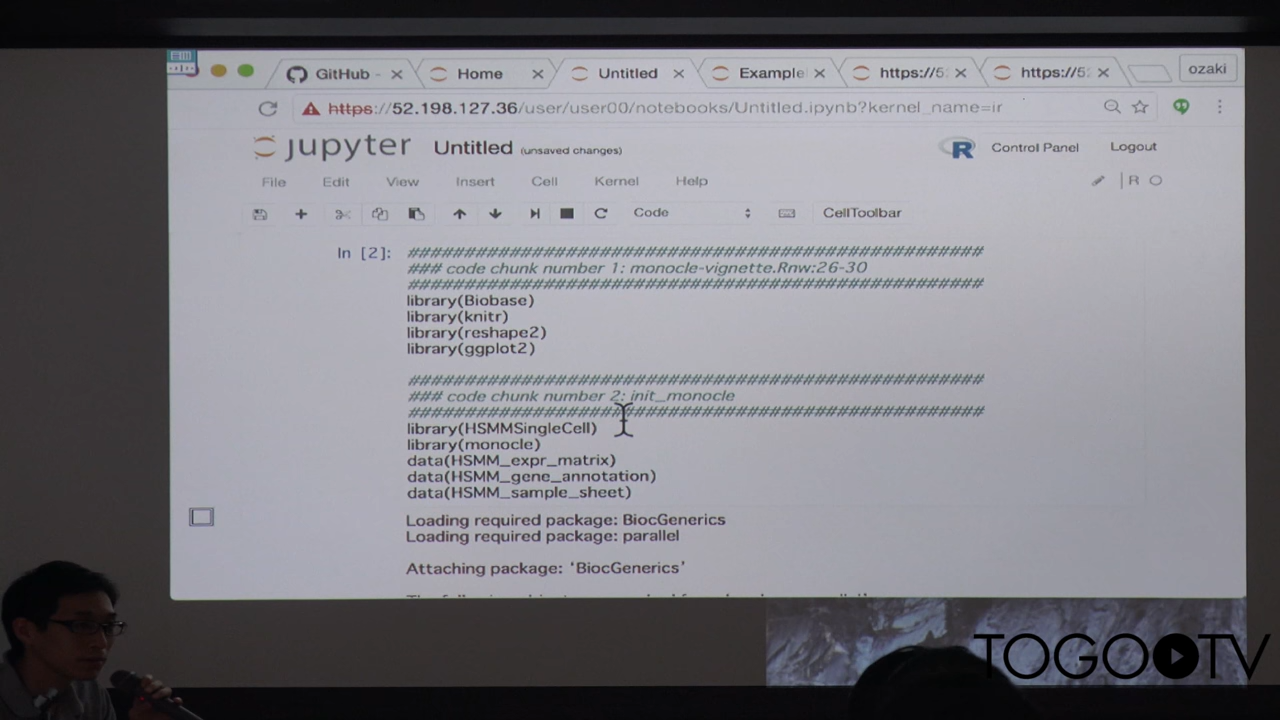 GitHub -
Home
Untitled
Example
https://5
https://5:
ozaki
https://52.198.127.36/user/user00/notebooks/Untitled.ipynb?kernel_name=ir
jupyter Untitled (unsaved changes)
R Control Panel Logout
File Edit View Insert Cell Kernel Help
R
Code CellToolbar
In [2]:
##############################################################
### code chunk number 1: monocle-vignette.Rnw:26-30
##############################################################
library(Biobase)
library(knitr)
library(reshape2)
library(ggplot2)
##############################################################
### code chunk number 2: init_monocle
##############################################################
library(HSMMSingleCell)
library(monocle)
data(HSMM_expr_matrix)
data(HSMM_gene_annotation)
data(HSMM_sample_sheet)
Loading required package: BiocGenerics
Loading required package: parallel
Attaching package: ‘BiocGenerics’
TOGO TV